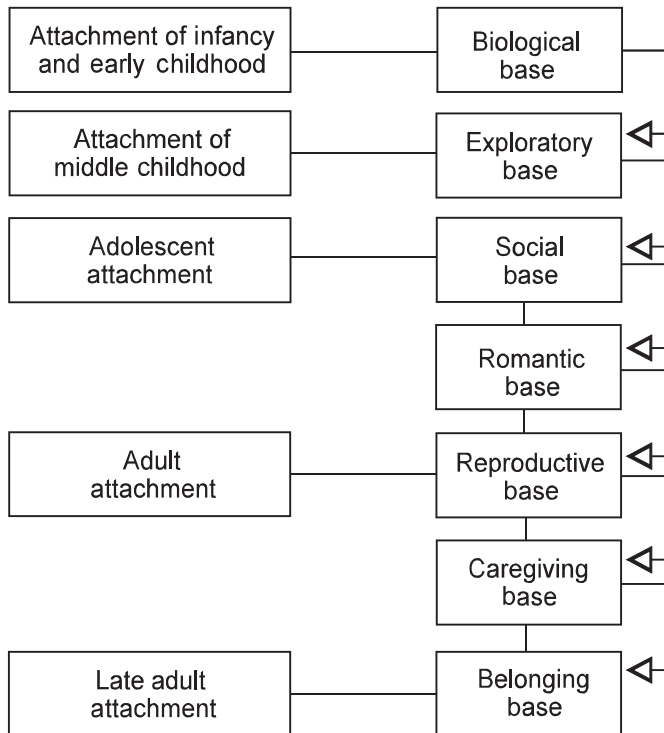 Attachment of infancy
and early childhood
Biological
base
Attachment of
middle childhood
Exploratory
base
Adolescent
attachment
Social
base
Romantic
base
Adult
attachment
Reproductive
base
Caregiving
base
Late adult
attachment
Belonging
base